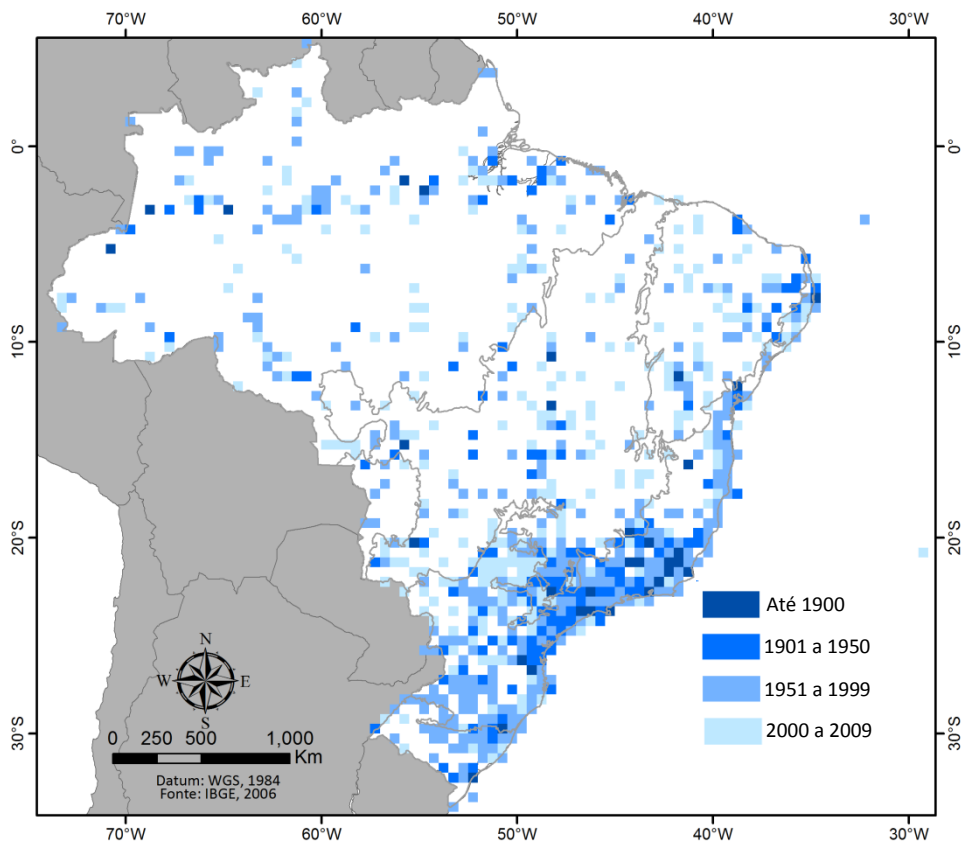 70°W 60°W 50°W 40°W 30°W
0° 0°
10°S 10°S
20°S 20°S
Até 1900
1901 a 1950
1951 a 1999
2000 a 2009
N
W E
S
30°S 30°S
0 250 500 1,000
Km
Datum: WGS, 1984
Fonte: IBGE, 2006
70°W 60°W 50°W 40°W 30°W